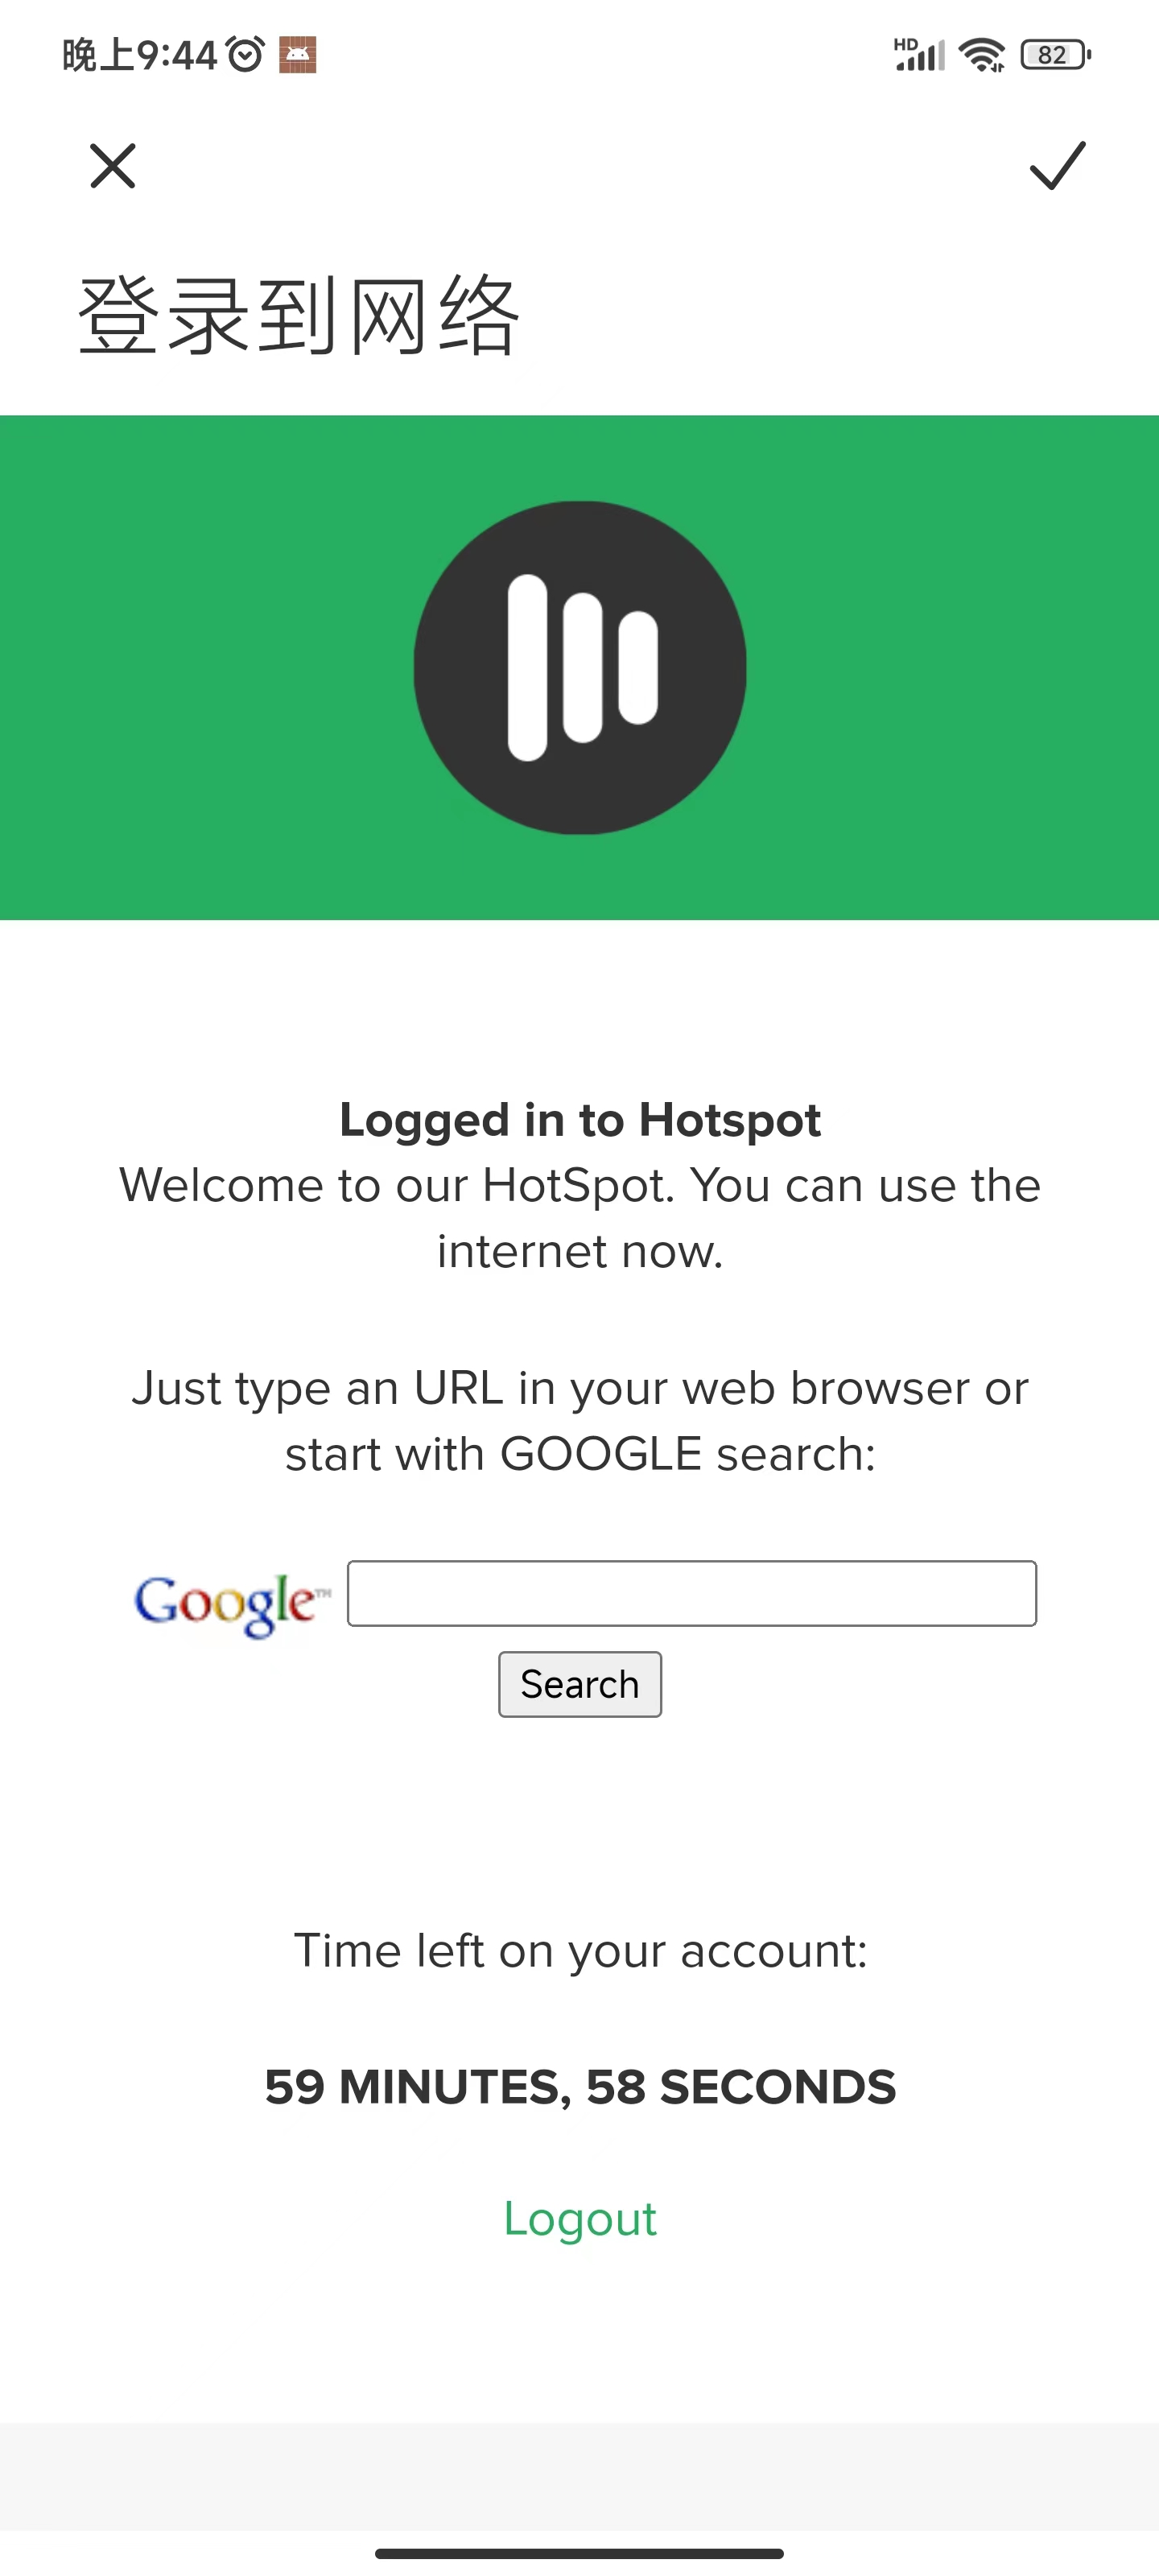 晚上9:44
HD
82
登录到网络
Logged in to Hotspot
Welcome to our HotSpot. You can use the
internet now.
Just type an URL in your web browser or
start with GOOGLE search:
Google™
Search
Time left on your account:
59 MINUTES, 58 SECONDS
Logout